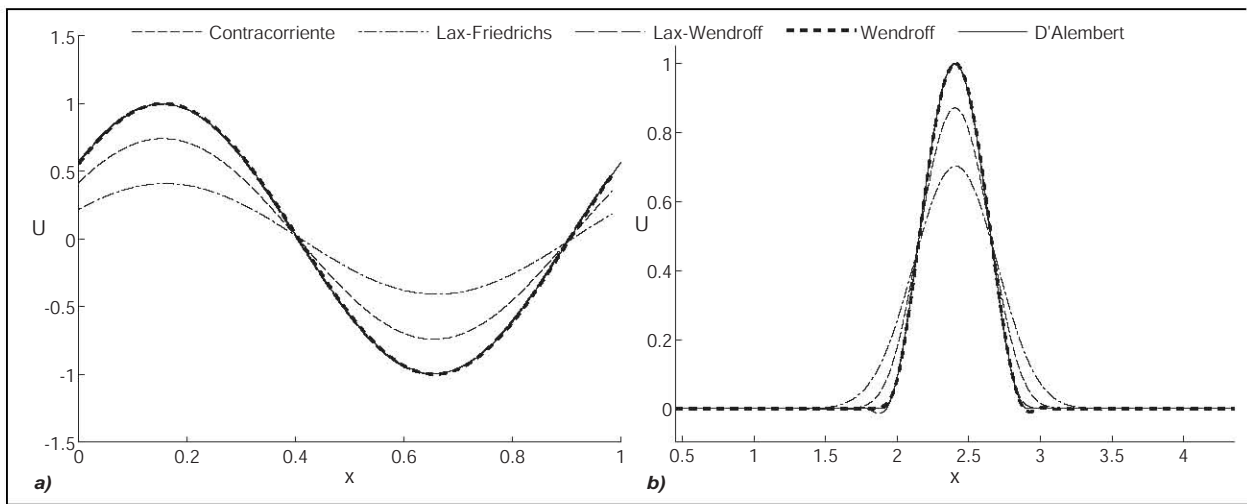 Contracorriente Lax-Friedrichs Lax-Wendroff Wendroff D'Alembert
1.5
1
0.5
0
-0.5
-1
-1.5
U
0 0.2 0.4 0.6 0.8 1
x
a)
1
0.8
0.6
0.4
0.2
0
U
0.5 1 1.5 2 2.5 3 3.5 4
x
b)